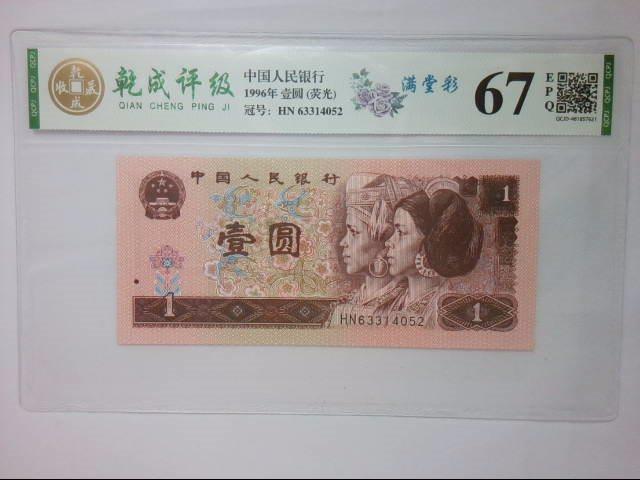 乾成评级
QIAN CHENG PING JI
中国人民银行
1996年 壹圆 (荧光)
冠号: HN 63314052
满堂彩
67
EPQ
中国人民银行
壹圆
1
1
1
HN63314052